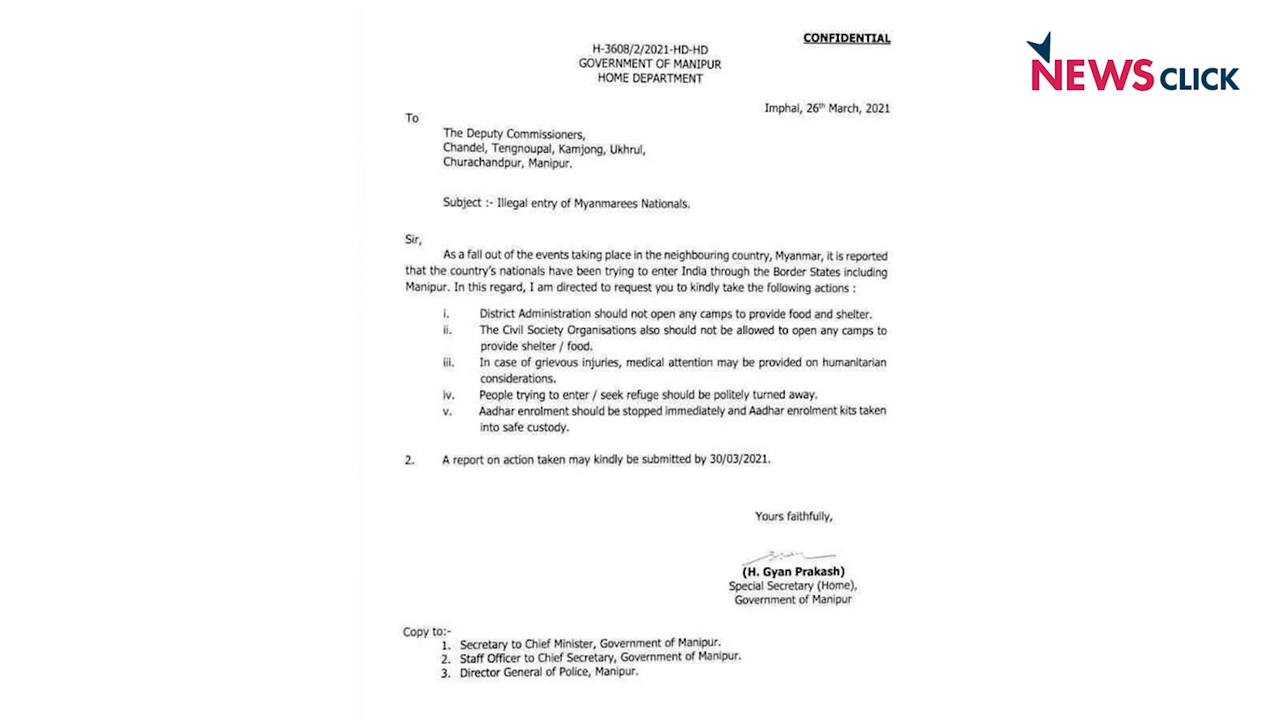 CONFIDENTIAL
NEWS CLICK
H-3608/2/2021-HD-HD
GOVERNMENT OF MANIPUR
HOME DEPARTMENT
Imphal, 26th March, 2021
To
The Deputy Commissioners,
Chandel, Tengnoupal, Kamjong, Ukhrul,
Churachandpur, Manipur.
Subject :- Illegal entry of Myanmarees Nationals.
Sir,
As a fall out of the events taking place in the neighbouring country, Myanmar, it is reported
that the country's nationals have been trying to enter India through the Border States including
Manipur. In this regard, I am directed to request you to kindly take the following actions :
i. District Administration should not open any camps to provide food and shelter.
ii. The Civil Society Organisations also should not be allowed to open any camps to
provide shelter / food.
iii. In case of grievous injuries, medical attention may be provided on humanitarian
considerations.
iv. People trying to enter / seek refuge should be politely turned away.
v. Aadhar enrolment should be stopped immediately and Aadhar enrolment kits taken
into safe custody.
2. A report on action taken may kindly be submitted by 30/03/2021.
Yours faithfully,
(H. Gyan Prakash)
Special Secretary (Home),
Government of Manipur
Copy to:-
1. Secretary to Chief Minister, Government of Manipur.
2. Staff Officer to Chief Secretary, Government of Manipur.
3. Director General of Police, Manipur.